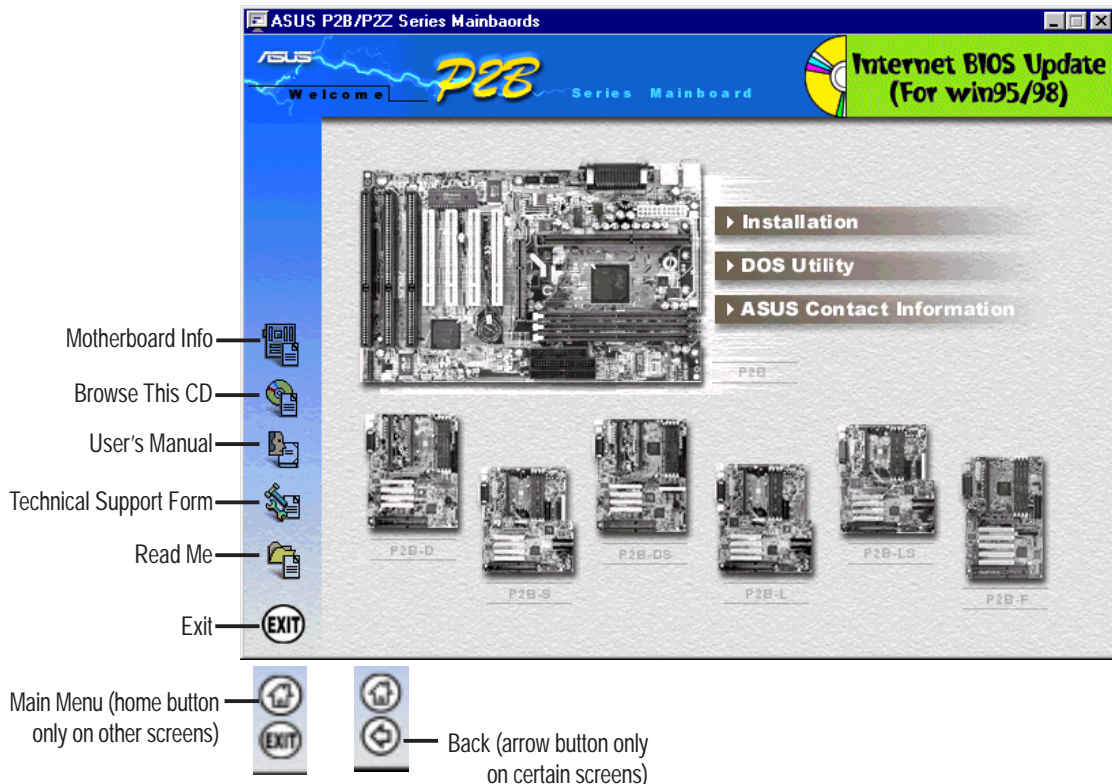 ASUS P2B/P2Z Series Mainbaords
ASUS
Welcome
P2B
Series Mainboard
Internet BIOS Update
(For win95/98)
Installation
DOS Utility
ASUS Contact Information
P2B
Motherboard Info
Browse This CD
User's Manual
Technical Support Form
Read Me
Exit
EXIT
P2B-D
P2B-S
P2B-DS
P2B-L
P2B-LS
P2B-F
Main Menu (home button
only on other screens)
EXIT
Back (arrow button only
on certain screens)